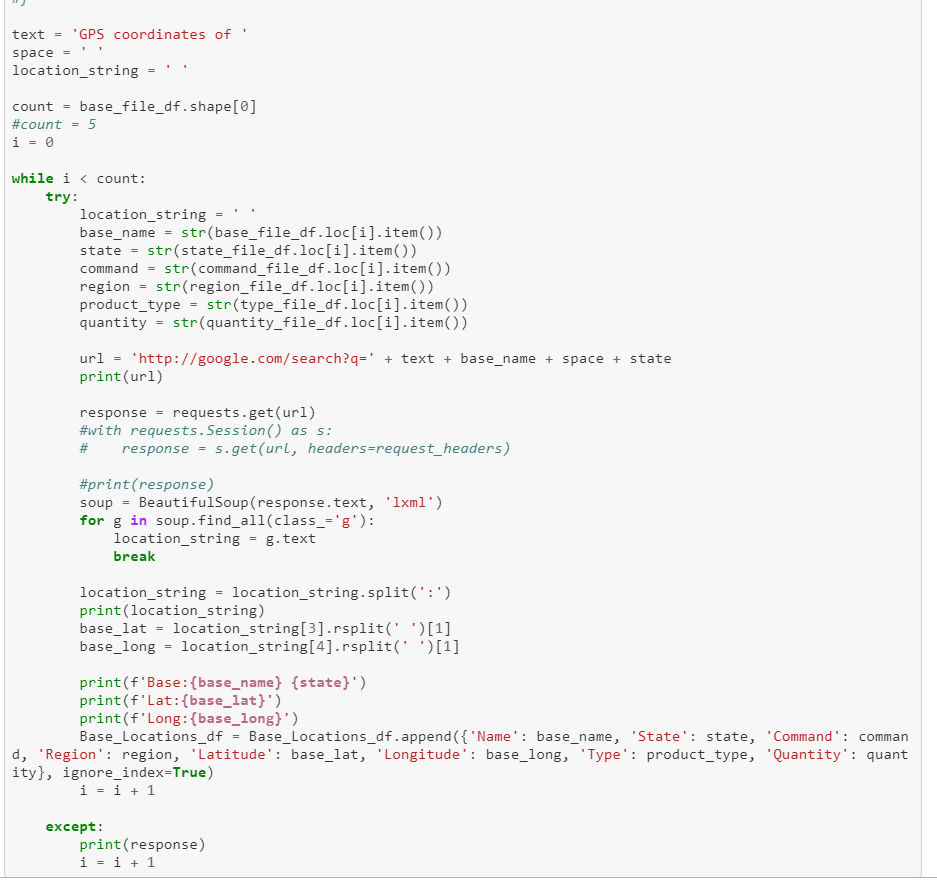 text = 'GPS coordinates of '
space = ' '
location_string = ' '

count = base_file_df.shape[0]
#count = 5
i = 0

while i < count:
    try:
        location_string = ' '
        base_name = str(base_file_df.loc[i].item())
        state = str(state_file_df.loc[i].item())
        command = str(command_file_df.loc[i].item())
        region = str(region_file_df.loc[i].item())
        product_type = str(type_file_df.loc[i].item())
        quantity = str(quantity_file_df.loc[i].item())

        url = 'http://google.com/search?q=' + text + base_name + space + state
        print(url)

        response = requests.get(url)
        #with requests.Session() as s:
        #    response = s.get(url, headers=request_headers)

        #print(response)
        soup = BeautifulSoup(response.text, 'lxml')
        for g in soup.find_all(class_='g'):
            location_string = g.text
            break

        location_string = location_string.split(':')
        print(location_string)
        base_lat = location_string[3].rsplit(' ')[1]
        base_long = location_string[4].rsplit(' ')[1]

        print(f'Base:{base_name} {state}')
        print(f'Lat:{base_lat}')
        print(f'Long:{base_long}')
        Base_Locations_df = Base_Locations_df.append({'Name': base_name, 'State': state, 'Command': comman
d, 'Region': region, 'Latitude': base_lat, 'Longitude': base_long, 'Type': product_type, 'Quantity': quant
ity}, ignore_index=True)
        i = i + 1

    except:
        print(response)
        i = i + 1